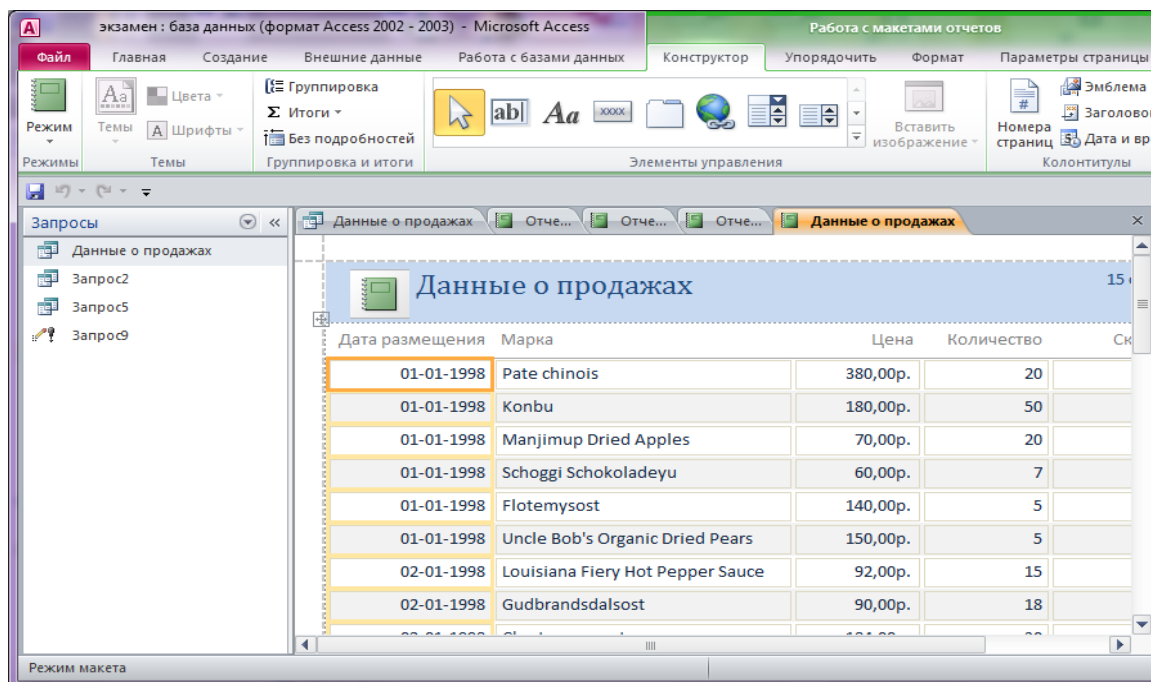 экзамен : база данных (формат Access 2002 - 2003) - Microsoft Access
Работа с макетами отчетов
Файл Главная Создание Внешние данные Работа с базами данных Конструктор Упорядочить Формат Параметры страницы
Режим
Режимы
Aa Темы
Цвета
A Шрифты
Темы
Группировка
Σ Итоги
Без подробностей
Группировка и итоги
ab| Aa XXXX
Элементы управления
Вставить
изображение
#
Номера
страниц
Эмблема
Дата и
Колонтитулы
Запросы
Данные о продажах Отче... Отче... Отче... Данные о продажах
Данные о продажах
Запрос2
Запрос5
Запрос9
Данные о продажах
15
Дата размещения Марка Цена Количество
01-01-1998 Pate chinois 380,00р. 20
01-01-1998 Konbu 180,00р. 50
01-01-1998 Manjimup Dried Apples 70,00р. 20
01-01-1998 Schoggi Schokoladeyu 60,00р. 7
01-01-1998 Flotemysost 140,00р. 5
01-01-1998 Uncle Bob's Organic Dried Pears 150,00р. 5
02-01-1998 Louisiana Fiery Hot Pepper Sauce 92,00р. 15
02-01-1998 Gudbrandsdalsost 90,00р. 18
Режим макета